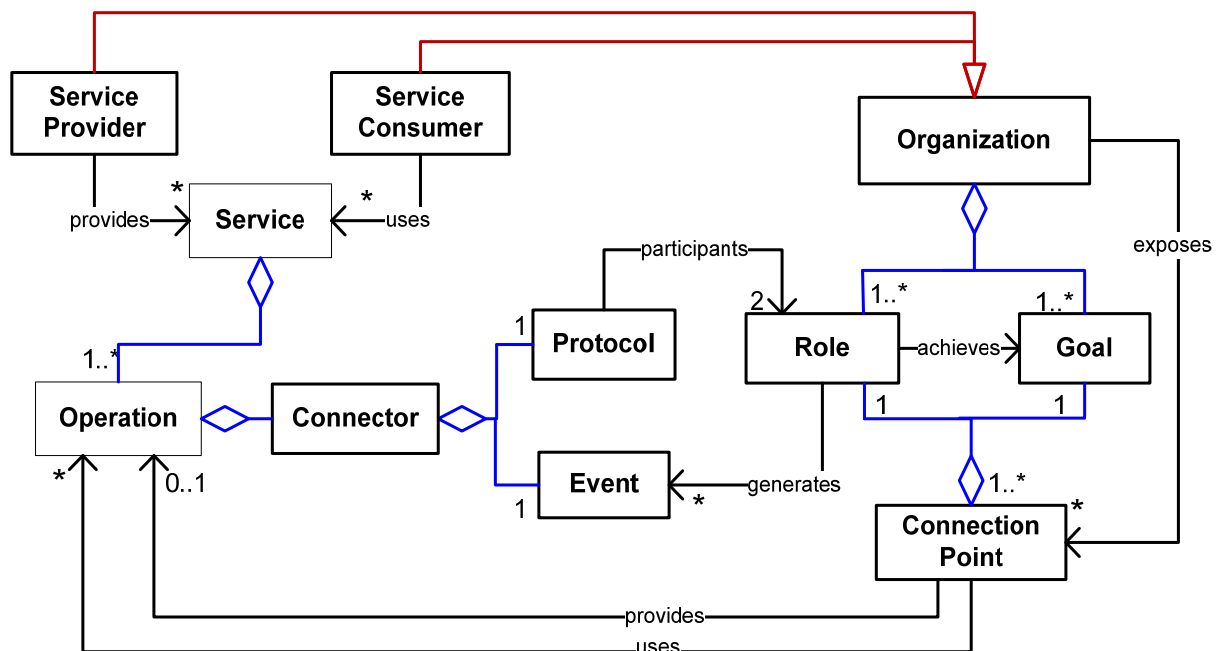 Service
Provider
Service
Consumer
Organization
*
provides
Service
*
uses
exposes
participants
1..*
1..*
2
1
Protocol
Role
achieves
Goal
1..*
Operation
Connector
1
1
1
Event
*
generates
1..*
*
0..1
*
Connection
Point
provides
uses